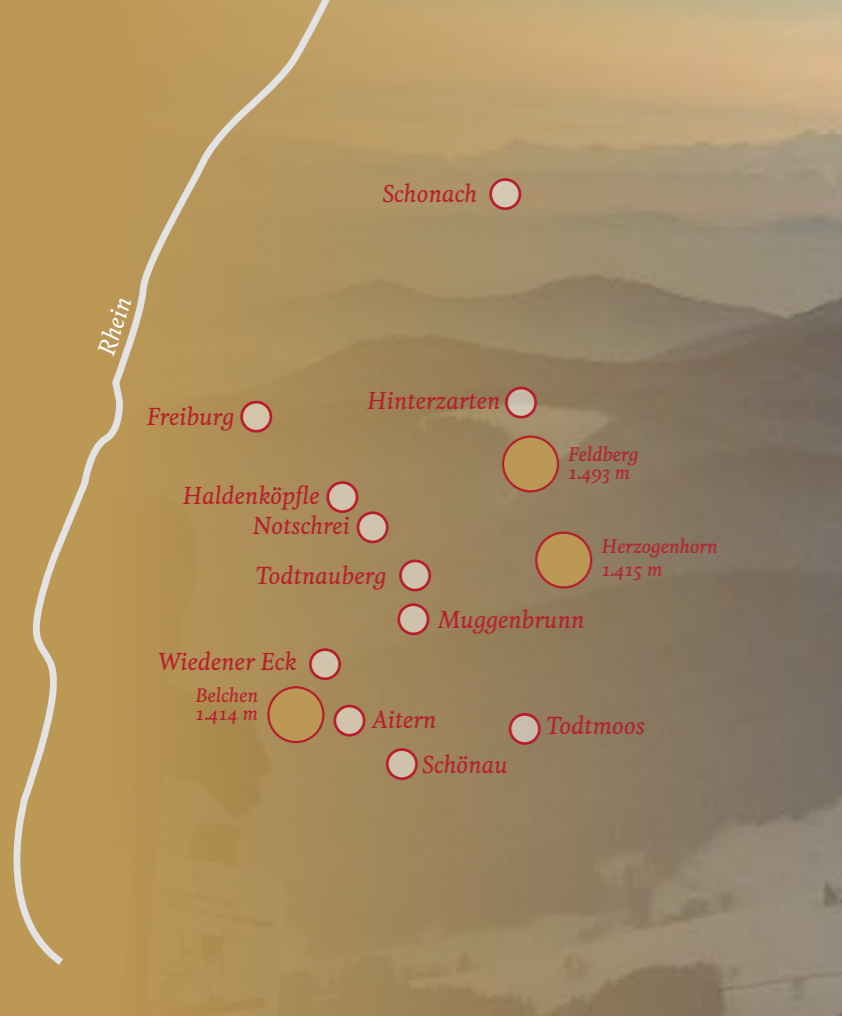 Schonach
Rhein
Hinterzarten
Freiburg
Feldberg
1.493 m
Haldenköpfle
Notschrei
Herzogenhorn
1.415 m
Todtnauberg
Muggenbrunn
Wiedener Eck
Belchen
1.414 m
Aitern
Todtmoos
Schönau